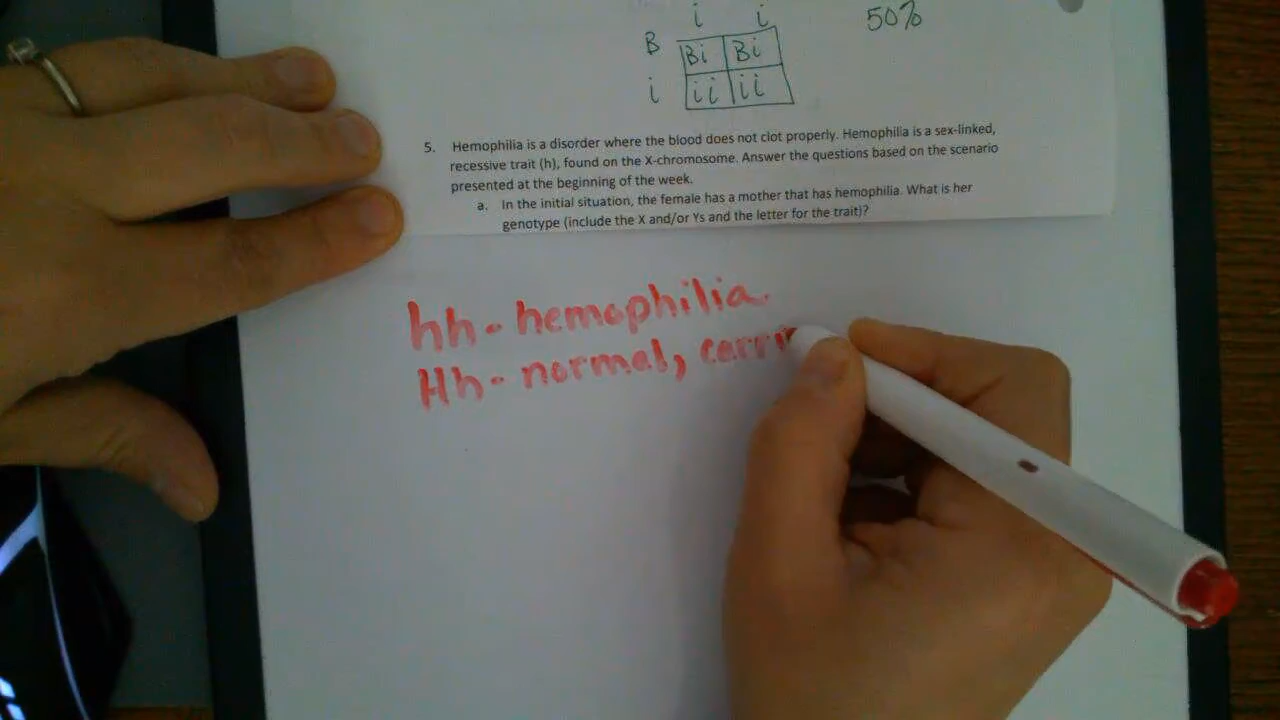 i i
50%
B Bi Bi
i ii ii
5. Hemophilia is a disorder where the blood does not clot properly. Hemophilia is a sex-linked,
recessive trait (h), found on the X-chromosome. Answer the questions based on the scenario
presented at the beginning of the week.
a. In the initial situation, the female has a mother that has hemophilia. What is her
genotype (include the X and/or Ys and the letter for the trait)?
hh - hemophilia.
Hh - normal, carri